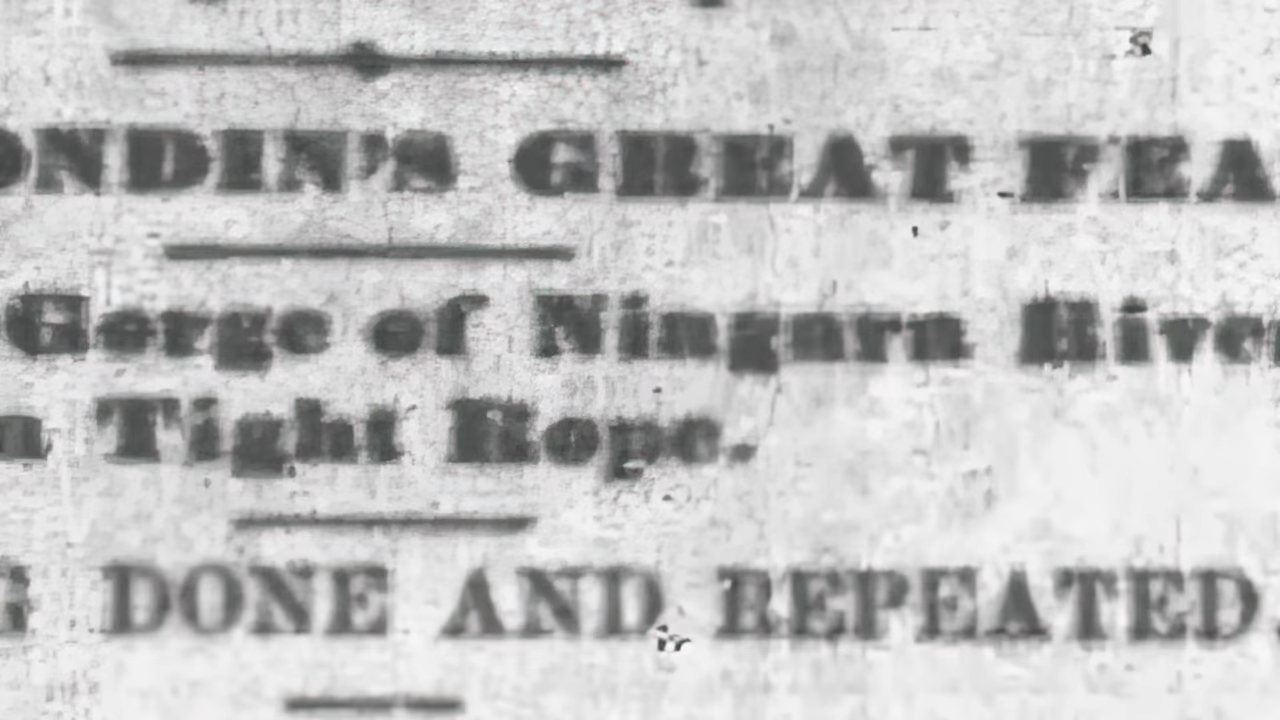 ONDIN'S GREAT FEA
Gorge of Niagara Rive
Tight Rope.
DONE AND REPEATED.